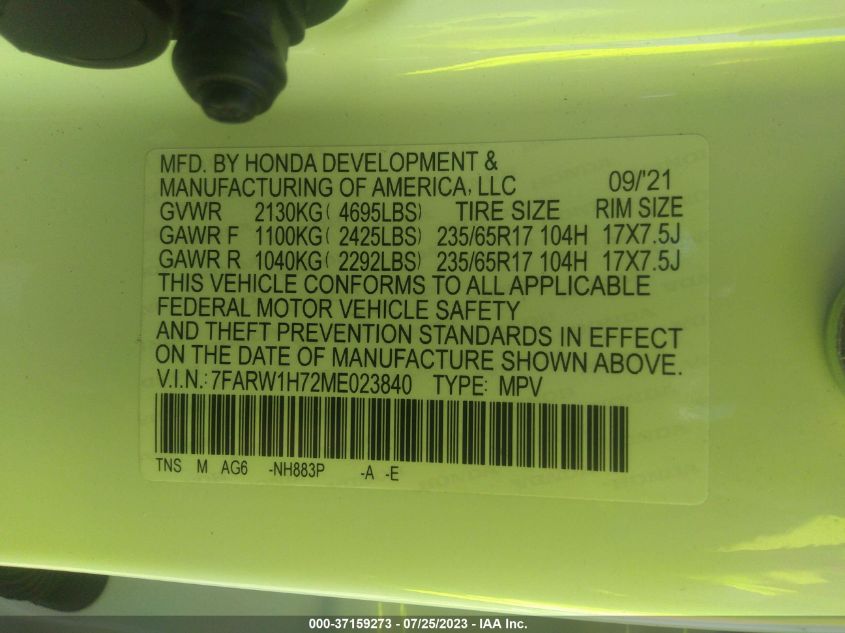 MFD. BY HONDA DEVELOPMENT &
MANUFACTURING OF AMERICA, LLC 09/'21
GVWR 2130KG( 4695LBS) TIRE SIZE RIM SIZE
GAWR F 1100KG( 2425LBS) 235/65R17 104H 17X7.5J
GAWR R 1040KG( 2292LBS) 235/65R17 104H 17X7.5J
THIS VEHICLE CONFORMS TO ALL APPLICABLE
FEDERAL MOTOR VEHICLE SAFETY
AND THEFT PREVENTION STANDARDS IN EFFECT
ON THE DATE OF MANUFACTURE SHOWN ABOVE.
V.I.N.: 7FARW1H72ME023840 TYPE: MPV
TNS M AG6 -NH883P -A -E
000-37159273 - 07/25/2023 - IAA Inc.